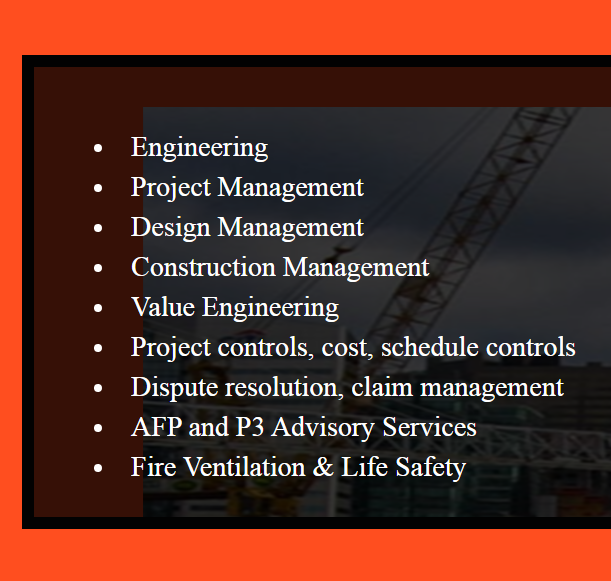 Engineering
Project Management
Design Management
Construction Management
Value Engineering
Project controls, cost, schedule controls
Dispute resolution, claim management
AFP and P3 Advisory Services
Fire Ventilation & Life Safety